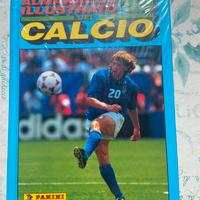 ALMANACCO
ILLUSTRATO
DEL
CALCIO
adidas
20
PANINI